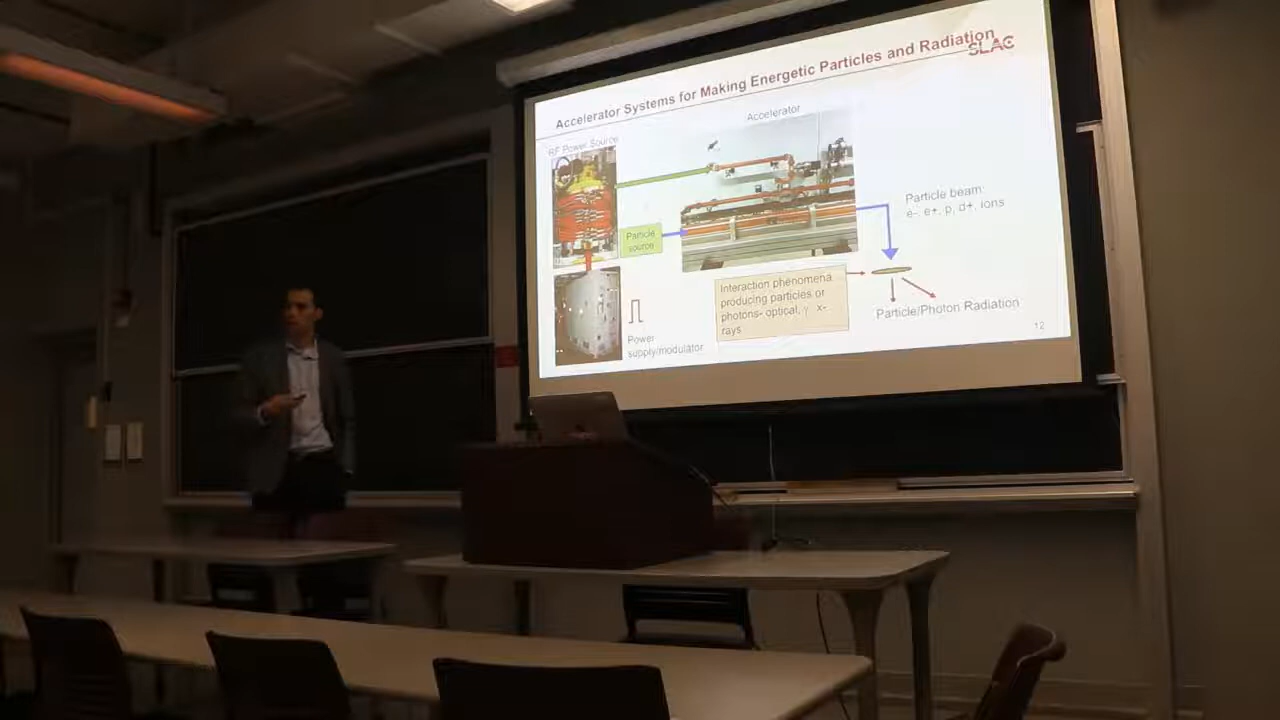 Accelerator Systems for Making Energetic Particles and Radiation
SLAC
RF Power Source
Accelerator
Particle
source
Particle beam:
e-, e+, p, d+, ions
Interaction phenomena
producing particles or
photons- optical, γ x-
rays
Particle/Photon Radiation
Power
supply/modulator
12